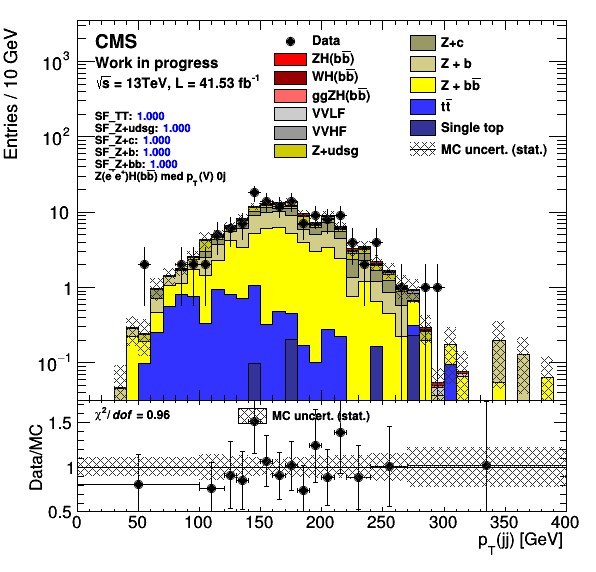 CMS
Work in progress
√s = 13TeV, L = 41.53 fb⁻¹
SF_TT: 1.000
SF_Z+udsg: 1.000
SF_Z+c: 1.000
SF_Z+b: 1.000
SF_Z+bb: 1.000
Z(e⁻e⁺)H(bb̅) med p_T(V) 0j
Data
ZH(bb̅)
WH(bb̅)
ggZH(bb̅)
VVLF
VVHF
Z+udsg
Z+c
Z + b
Z + bb̅
tt̅
Single top
MC uncert. (stat.)
Entries / 10 GeV
10³
10²
10
1
10⁻¹
χ²/dof = 0.96
MC uncert. (stat.)
Data/MC
1.5
1
0.5
0 50 100 150 200 250 300 350 400
p_T(jj) [GeV]